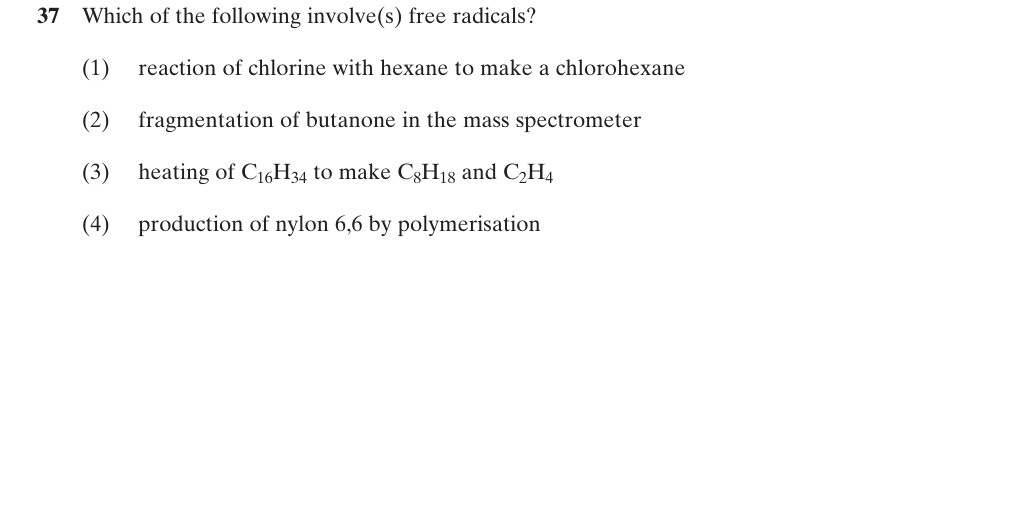 37 Which of the following involve(s) free radicals?
(1) reaction of chlorine with hexane to make a chlorohexane
(2) fragmentation of butanone in the mass spectrometer
(3) heating of C₁₆H₃₄ to make C₈H₁₈ and C₂H₄
(4) production of nylon 6,6 by polymerisation